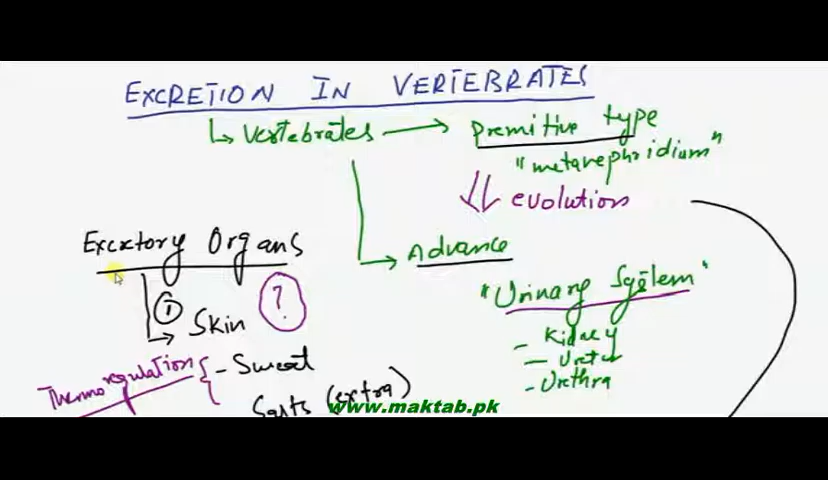 EXCRETION IN VERTEBRATES
Vertebrates → Premitive type
"metanephridium"
evolution
Advance
"Urinary System"
- Kidney
- Ureter
- Urethra
Excretory Organs
① Skin ?
Thermoregulation - Sweat
Salts (extra)
www.maktab.pk